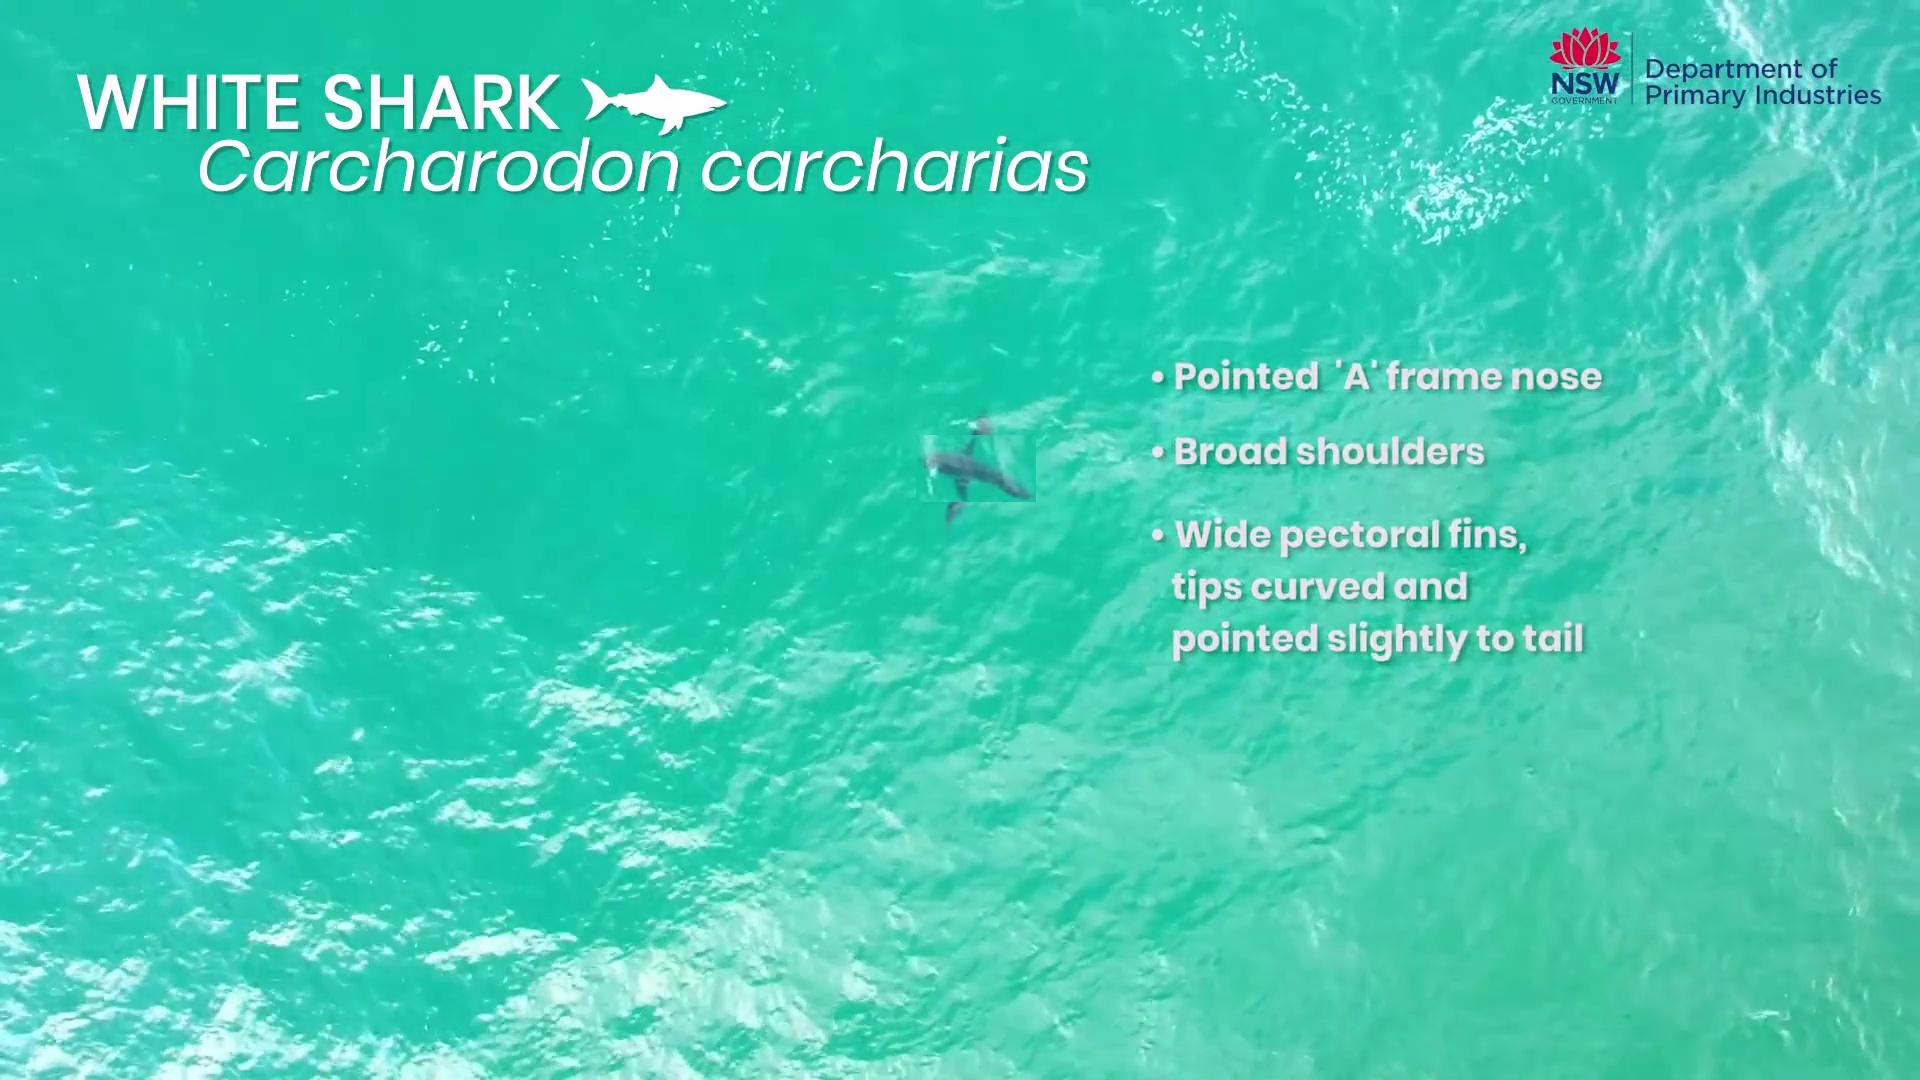 WHITE SHARK
Carcharodon carcharias
NSW
GOVERNMENT
Department of
Primary Industries
• Pointed 'A' frame nose
• Broad shoulders
• Wide pectoral fins,
tips curved and
pointed slightly to tail